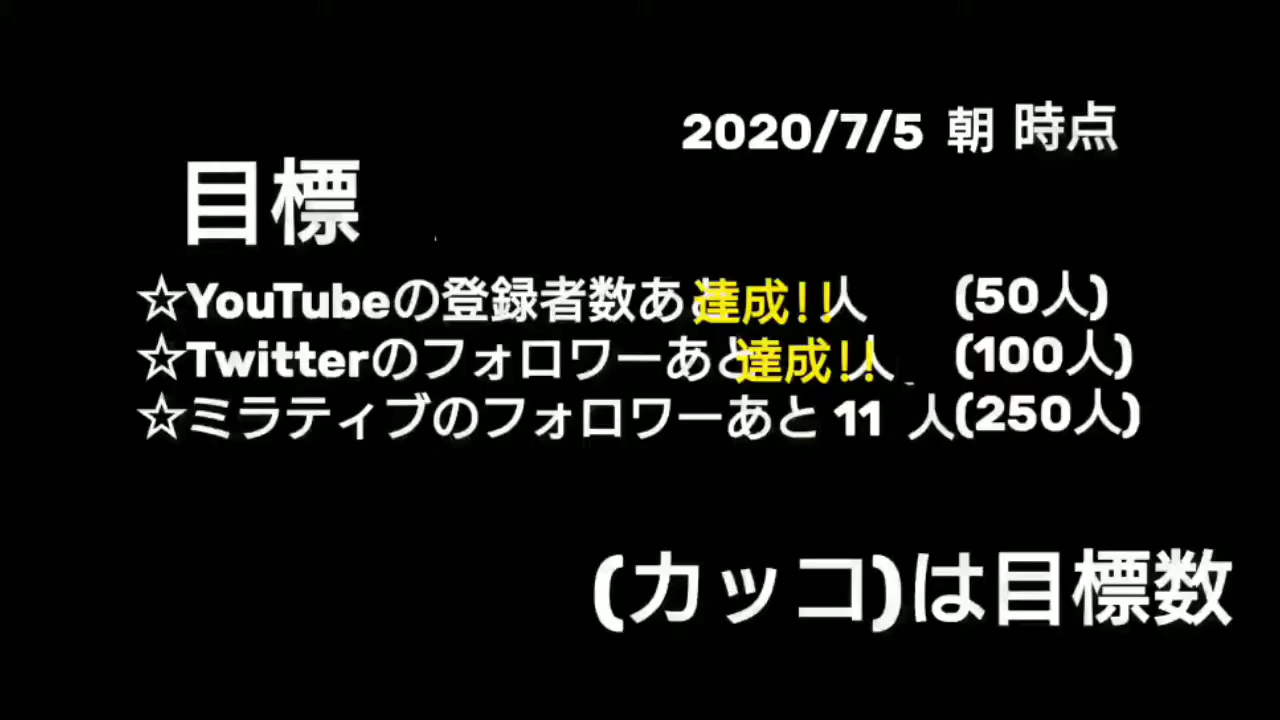 2020/7/5 朝 時点
目標
☆YouTubeの登録者数あと達成!!人 (50人)
☆Twitterのフォロワーあと達成!!人 (100人)
☆ミラティブのフォロワーあと 11 人(250人)
(カッコ)は目標数